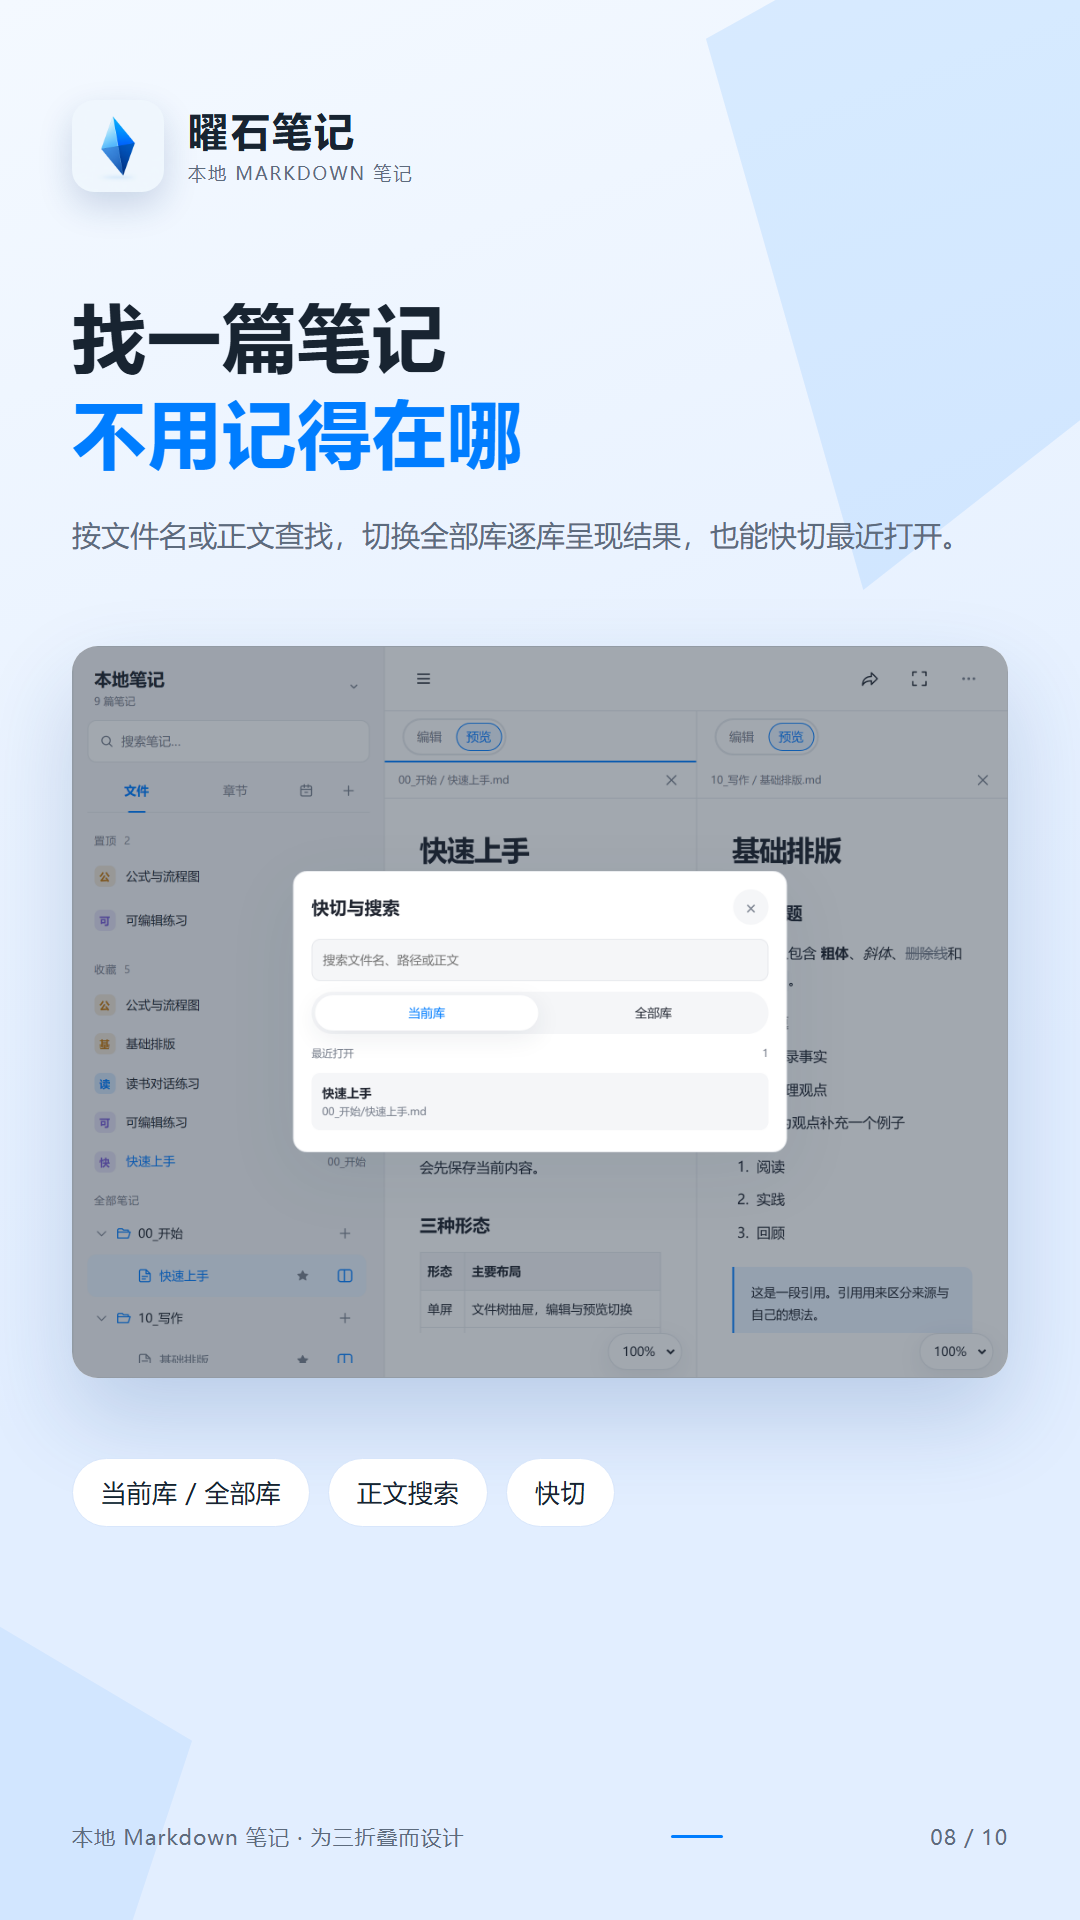 曜石笔记
本地 MARKDOWN 笔记
找一篇笔记
不用记得在哪
按文件名或正文查找，切换全部库逐库呈现结果，也能快切最近打开。
本地笔记
9 篇笔记
搜索笔记...
文件 章节
置顶 2
公 公式与流程图
可 可编辑练习
收藏 5
公 公式与流程图
基 基础排版
读 读书对话练习
可 可编辑练习
快 快速上手 00_开始
全部笔记
00_开始
快速上手
10_写作
基础排版
编辑 预览
00_开始 / 快速上手.md
快速上手
会先保存当前内容。
三种形态
形态 主要布局
单屏 文件树抽屉，编辑与预览切换
100%
编辑 预览
10_写作 / 基础排版.md
基础排版
题
包含 粗体、斜体、删除线和
。
录事实
理观点
观点补充一个例子
1. 阅读
2. 实践
3. 回顾
这是一段引用。引用用来区分来源与
自己的想法。
100%
快切与搜索
搜索文件名、路径或正文
当前库 全部库
最近打开 1
快速上手
00_开始/快速上手.md
当前库 / 全部库
正文搜索
快切
本地 Markdown 笔记 · 为三折叠而设计
08 / 10